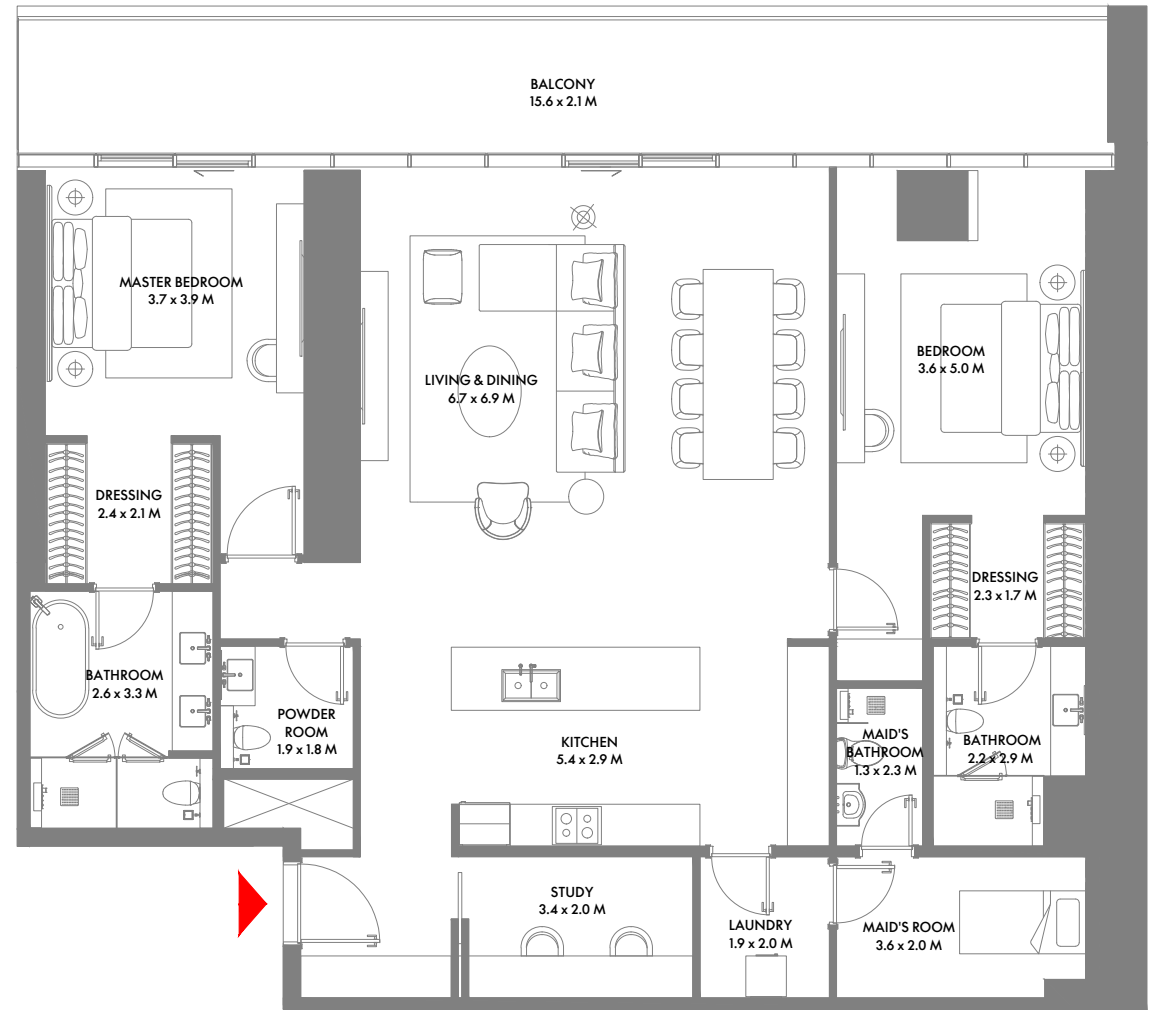 BALCONY
15.6 x 2.1 M
MASTER BEDROOM
3.7 x 3.9 M
LIVING & DINING
6.7 x 6.9 M
BEDROOM
3.6 x 5.0 M
DRESSING
2.4 x 2.1 M
DRESSING
2.3 x 1.7 M
BATHROOM
2.6 x 3.3 M
POWDER
ROOM
1.9 x 1.8 M
KITCHEN
5.4 x 2.9 M
MAID'S
BATHROOM
1.3 x 2.3 M
BATHROOM
2.2 x 2.9 M
STUDY
3.4 x 2.0 M
LAUNDRY
1.9 x 2.0 M
MAID'S ROOM
3.6 x 2.0 M